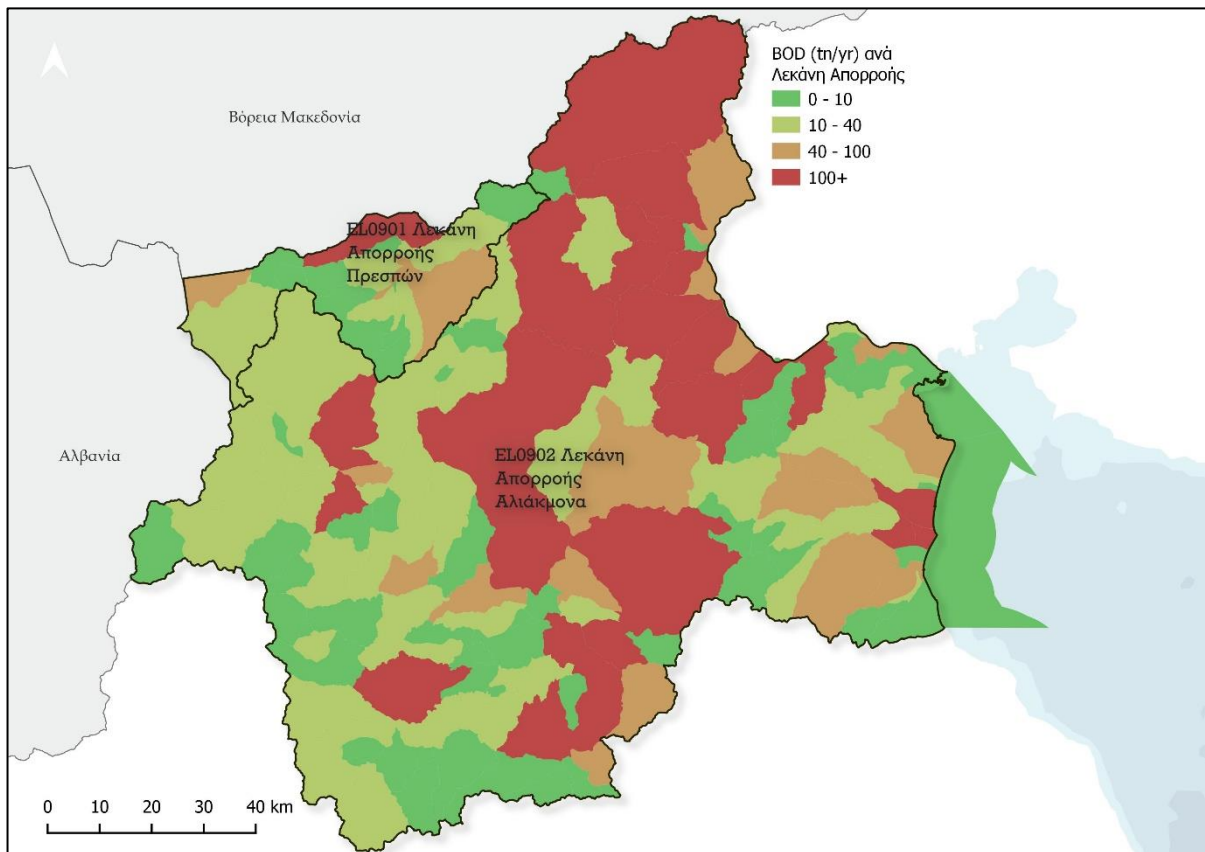 BOD (tn/yr) ανά
Λεκάνη Απορροής
0 - 10
10 - 40
40 - 100
100+
Βόρεια Μακεδονία
EL0901 Λεκάνη
Απορροής
Πρεσπών
Αλβανία
EL0902 Λεκάνη
Απορροής
Αλιάκμονα
0 10 20 30 40 km